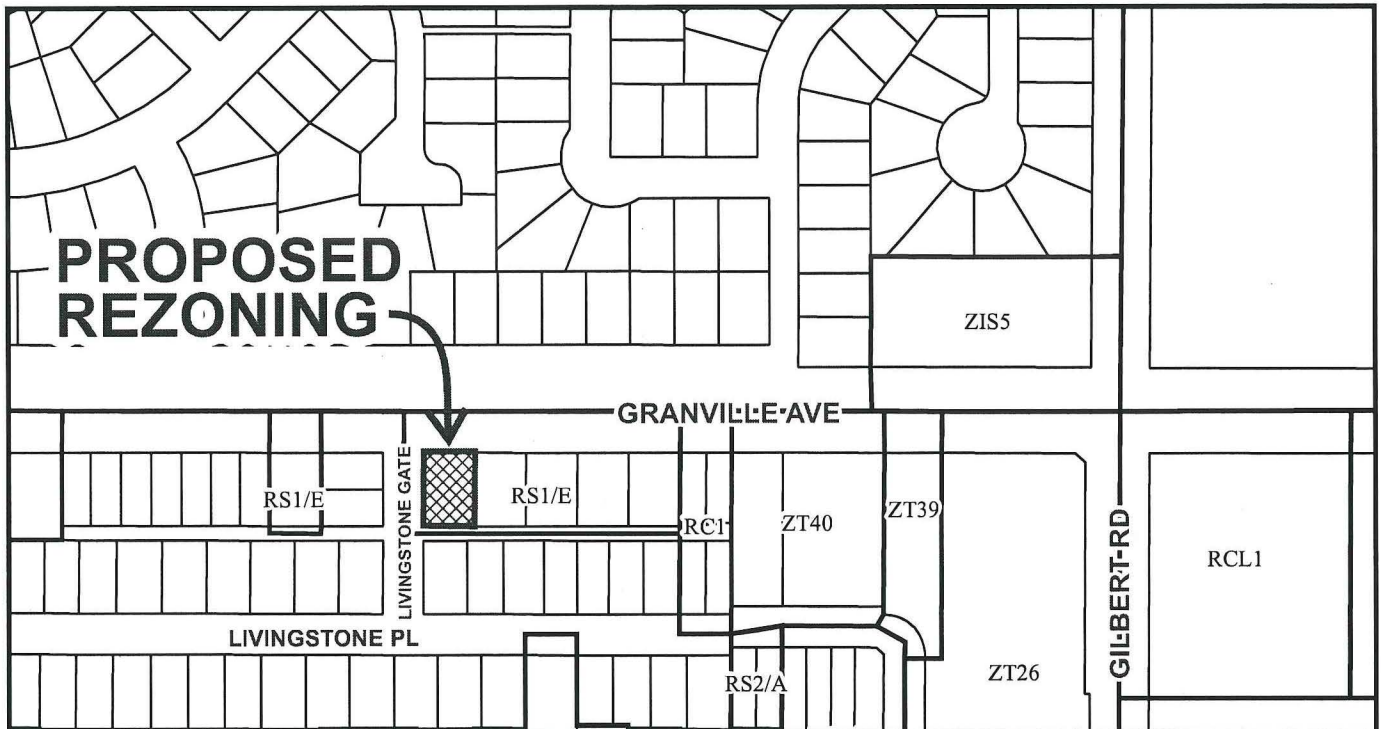 PROPOSED
REZONING
ZIS5
GRANVILLE AVE
RS1/E
LIVINGSTONE GATE
RS1/E
RC1
ZT40
ZT39
GILBERT RD
RCL1
LIVINGSTONE PL
RS2/A
ZT26